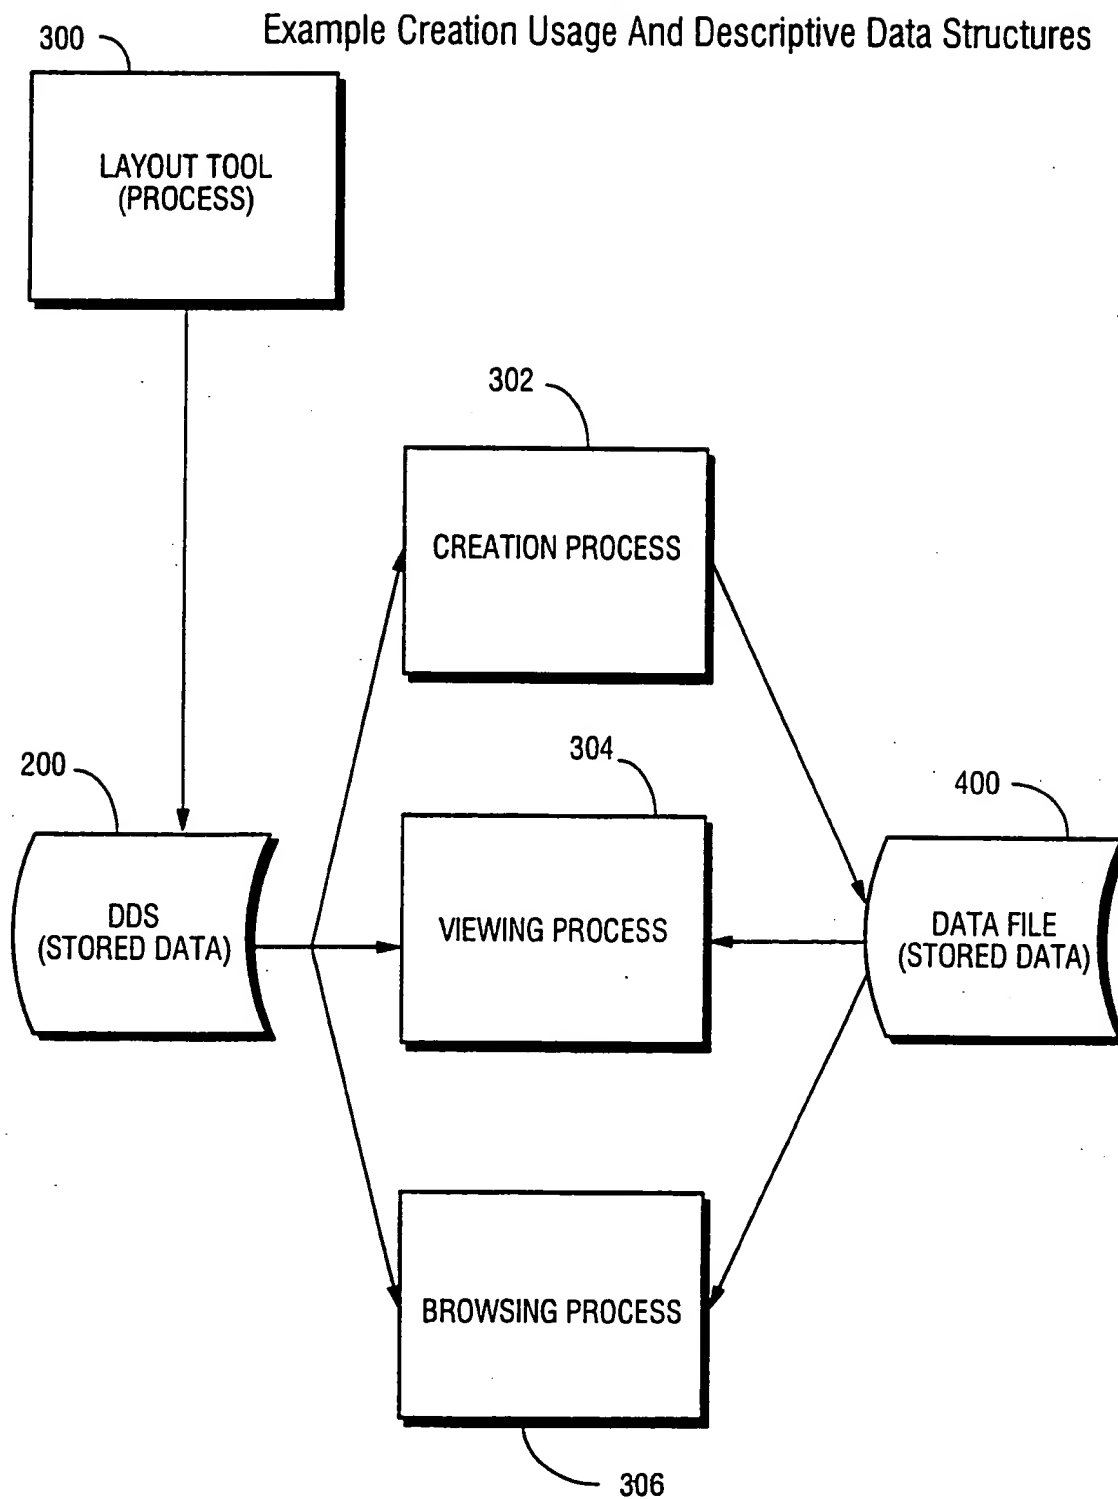 Example Creation Usage And Descriptive Data Structures
300
LAYOUT TOOL
(PROCESS)
302
CREATION PROCESS
200
DDS
(STORED DATA)
304
VIEWING PROCESS
400
DATA FILE
(STORED DATA)
BROWSING PROCESS
306